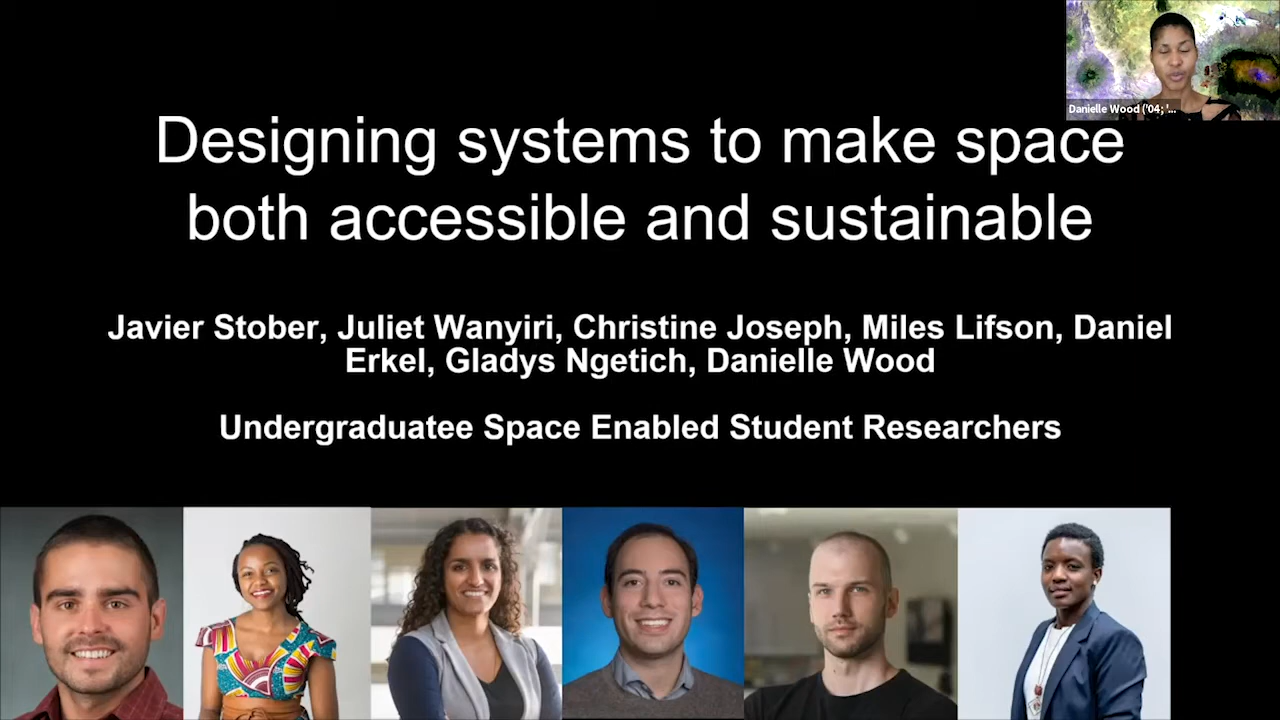 Danielle Wood ('04; '...
Designing systems to make space
both accessible and sustainable
Javier Stober, Juliet Wanyiri, Christine Joseph, Miles Lifson, Daniel
Erkel, Gladys Ngetich, Danielle Wood
Undergraduatee Space Enabled Student Researchers